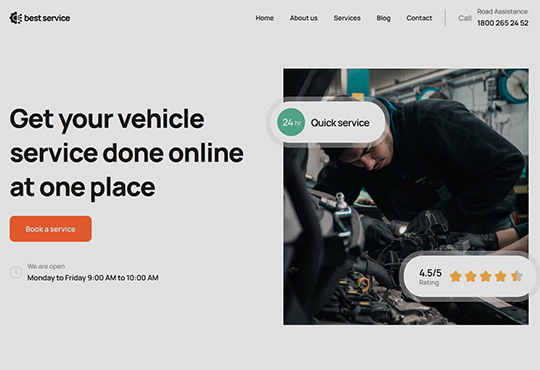 best service
Home About us Services Blog Contact
Call
Road Assistance
1800 265 24 52
Get your vehicle
service done online
at one place
Book a service
We are open
Monday to Friday 9:00 AM to 10:00 AM
24 hr Quick service
4.5/5
Rating